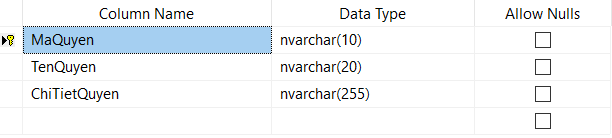 Column Name Data Type Allow Nulls
MaQuyen nvarchar(10)
TenQuyen nvarchar(20)
ChiTietQuyen nvarchar(255)